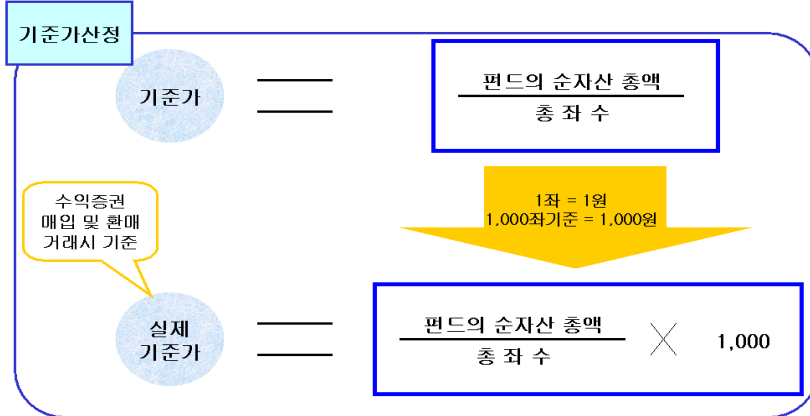 기준가산정
기준가
펀드의 순자산 총액
총 좌 수
1좌 = 1원
1,000좌기준 = 1,000원
수익증권
매입 및 환매
거래시 기준
실제
기준가
펀드의 순자산 총액
총 좌 수
1,000